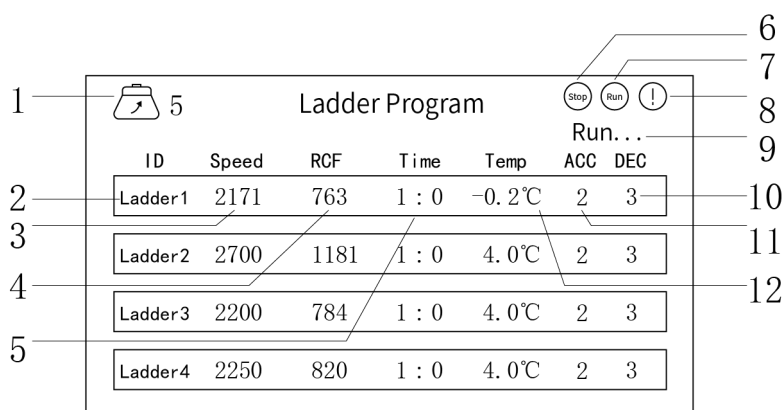 6
7
1 5 Ladder Program Stop Run ! 8
Run... 9
ID Speed RCF Time Temp ACC DEC
2 Ladder1 2171 763 1：0 -0.2℃ 2 3 10
3 11
Ladder2 2700 1181 1：0 4.0℃ 2 3
4 12
Ladder3 2200 784 1：0 4.0℃ 2 3
5
Ladder4 2250 820 1：0 4.0℃ 2 3